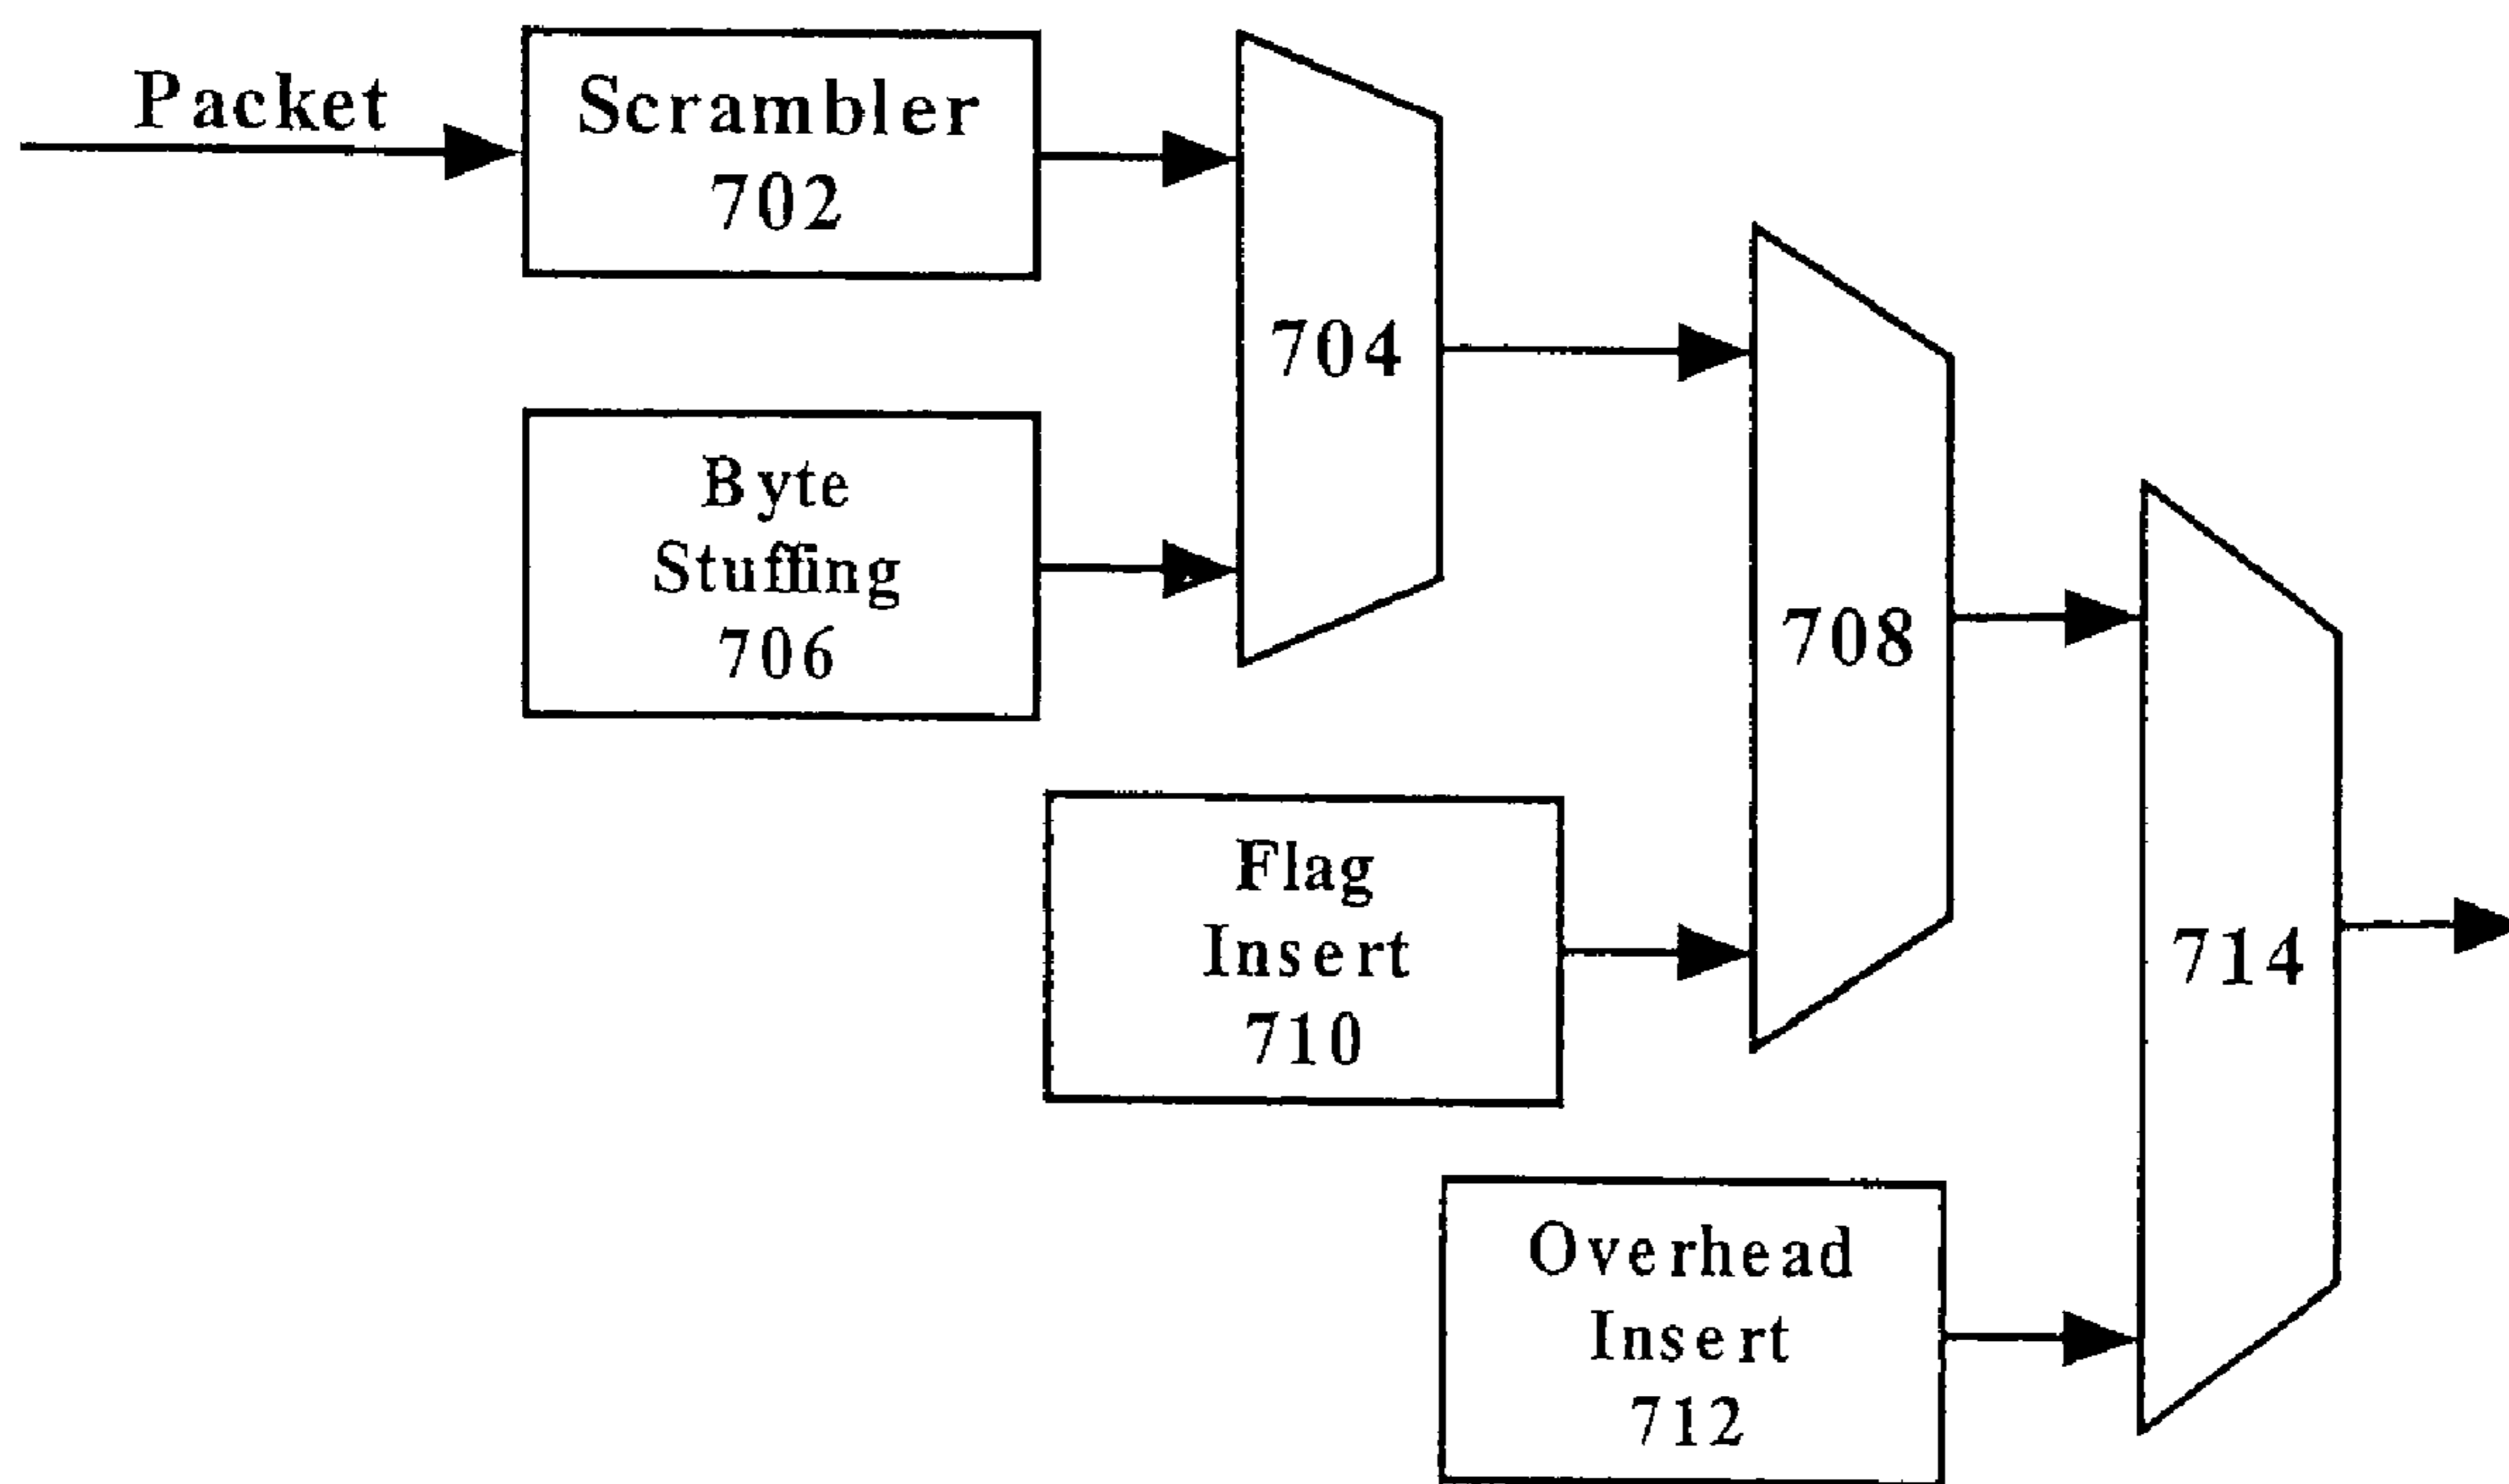 Packet
Scrambler
702
704
Byte
Stuffing
706
708
Flag
Insert
710
714
Overhead
Insert
712